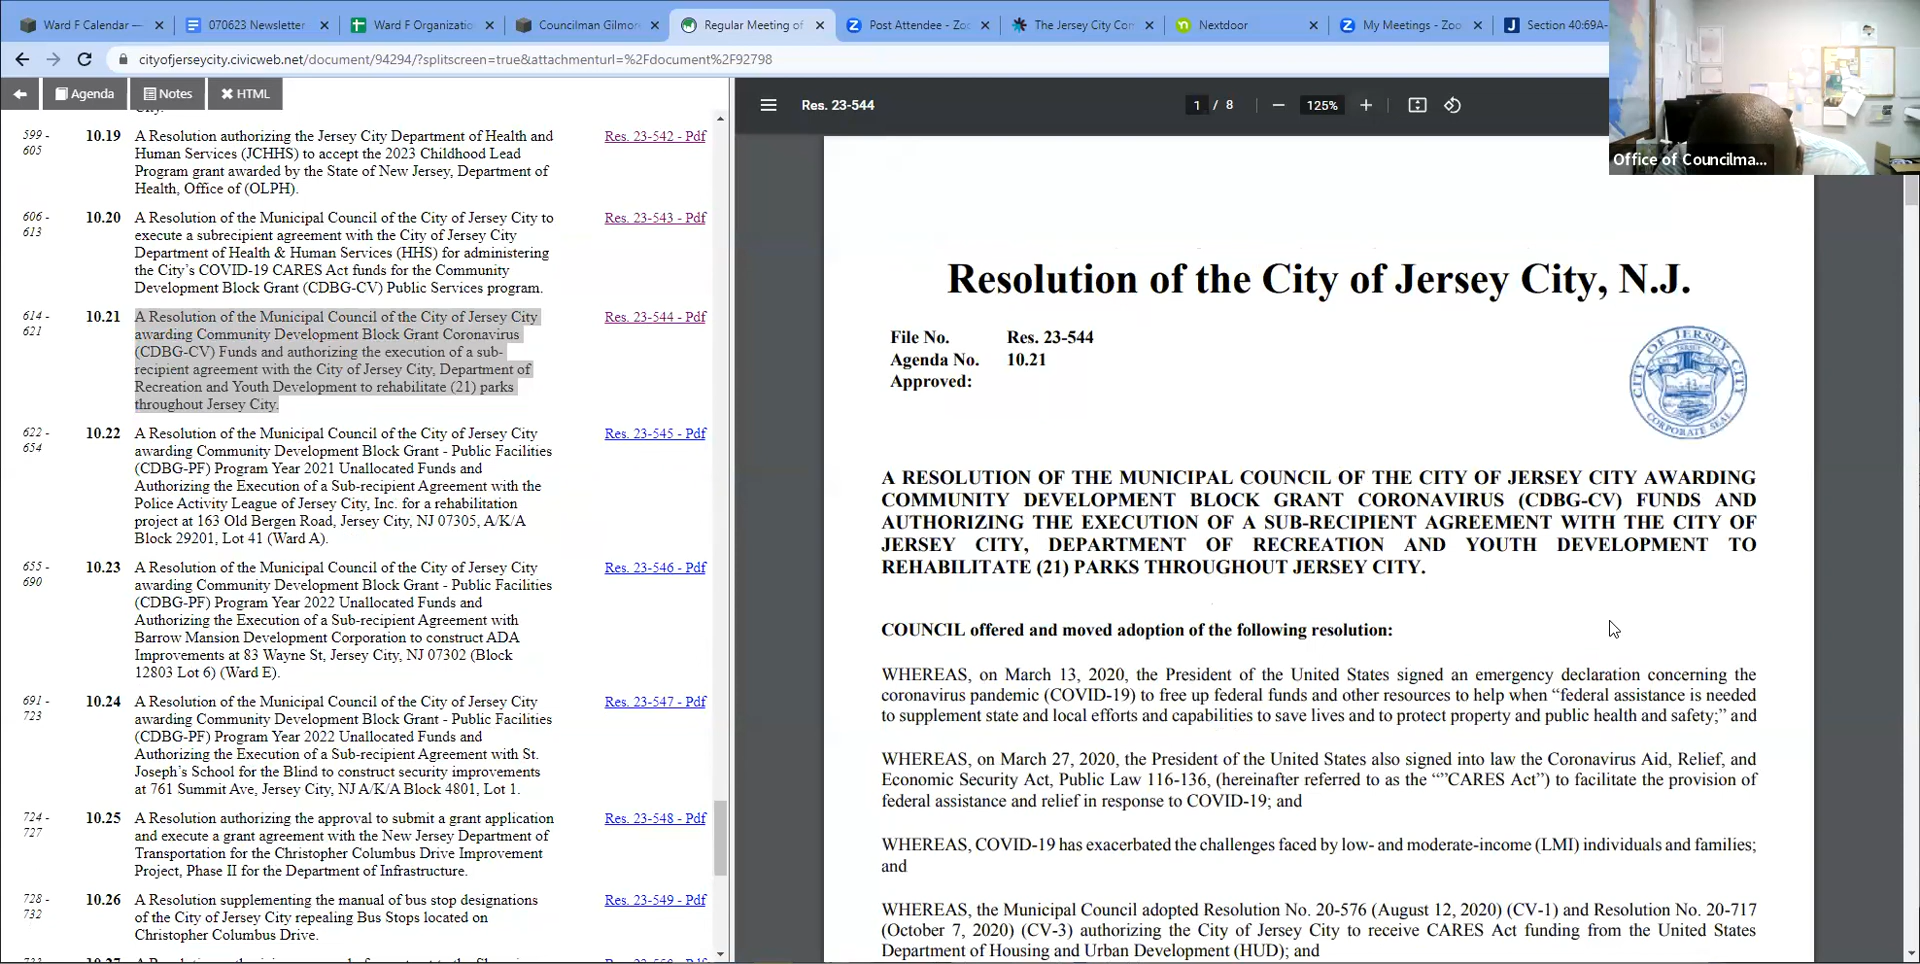 Ward F Calendar —
070623 Newsletter
Ward F Organizatio
Councilman Gilmor
Regular Meeting of
Post Attendee - Zoo
The Jersey City Con
Nextdoor
My Meetings - Zoo
Section 40:69A-
cityofjerseycity.civicweb.net/document/94294/?splitscreen=true&attachmenturl=%2Fdocument%2F92798
Agenda
Notes
HTML
Res. 23-544
1 / 8
125%
Office of Councilma...
599 -
605
10.19
A Resolution authorizing the Jersey City Department of Health and
Human Services (JCHHS) to accept the 2023 Childhood Lead
Program grant awarded by the State of New Jersey, Department of
Health, Office of (OLPH).
Res. 23-542 - Pdf
606 -
613
10.20
A Resolution of the Municipal Council of the City of Jersey City to
execute a subrecipient agreement with the City of Jersey City
Department of Health & Human Services (HHS) for administering
the City's COVID-19 CARES Act funds for the Community
Development Block Grant (CDBG-CV) Public Services program.
Res. 23-543 - Pdf
614 -
621
10.21
A Resolution of the Municipal Council of the City of Jersey City
awarding Community Development Block Grant Coronavirus
(CDBG-CV) Funds and authorizing the execution of a sub-
recipient agreement with the City of Jersey City, Department of
Recreation and Youth Development to rehabilitate (21) parks
throughout Jersey City.
Res. 23-544 - Pdf
622 -
654
10.22
A Resolution of the Municipal Council of the City of Jersey City
awarding Community Development Block Grant - Public Facilities
(CDBG-PF) Program Year 2021 Unallocated Funds and
Authorizing the Execution of a Sub-recipient Agreement with the
Police Activity League of Jersey City, Inc. for a rehabilitation
project at 163 Old Bergen Road, Jersey City, NJ 07305, A/K/A
Block 29201, Lot 41 (Ward A).
Res. 23-545 - Pdf
655 -
690
10.23
A Resolution of the Municipal Council of the City of Jersey City
awarding Community Development Block Grant - Public Facilities
(CDBG-PF) Program Year 2022 Unallocated Funds and
Authorizing the Execution of a Sub-recipient Agreement with
Barrow Mansion Development Corporation to construct ADA
Improvements at 83 Wayne St, Jersey City, NJ 07302 (Block
12803 Lot 6) (Ward E).
Res. 23-546 - Pdf
691 -
723
10.24
A Resolution of the Municipal Council of the City of Jersey City
awarding Community Development Block Grant - Public Facilities
(CDBG-PF) Program Year 2022 Unallocated Funds and
Authorizing the Execution of a Sub-recipient Agreement with St.
Joseph's School for the Blind to construct security improvements
at 761 Summit Ave, Jersey City, NJ A/K/A Block 4801, Lot 1.
Res. 23-547 - Pdf
724 -
727
10.25
A Resolution authorizing the approval to submit a grant application
and execute a grant agreement with the New Jersey Department of
Transportation for the Christopher Columbus Drive Improvement
Project, Phase II for the Department of Infrastructure.
Res. 23-548 - Pdf
728 -
732
10.26
A Resolution supplementing the manual of bus stop designations
of the City of Jersey City repealing Bus Stops located on
Christopher Columbus Drive.
Res. 23-549 - Pdf
Resolution of the City of Jersey City, N.J.
File No. Res. 23-544
Agenda No. 10.21
Approved:
CITY OF JERSEY CITY
CORPORATE SEAL
A RESOLUTION OF THE MUNICIPAL COUNCIL OF THE CITY OF JERSEY CITY AWARDING
COMMUNITY DEVELOPMENT BLOCK GRANT CORONAVIRUS (CDBG-CV) FUNDS AND
AUTHORIZING THE EXECUTION OF A SUB-RECIPIENT AGREEMENT WITH THE CITY OF
JERSEY CITY, DEPARTMENT OF RECREATION AND YOUTH DEVELOPMENT TO
REHABILITATE (21) PARKS THROUGHOUT JERSEY CITY.
COUNCIL offered and moved adoption of the following resolution:
WHEREAS, on March 13, 2020, the President of the United States signed an emergency declaration concerning the
coronavirus pandemic (COVID-19) to free up federal funds and other resources to help when “federal assistance is needed
to supplement state and local efforts and capabilities to save lives and to protect property and public health and safety;” and
WHEREAS, on March 27, 2020, the President of the United States also signed into law the Coronavirus Aid, Relief, and
Economic Security Act, Public Law 116-136, (hereinafter referred to as the “”CARES Act”) to facilitate the provision of
federal assistance and relief in response to COVID-19; and
WHEREAS, COVID-19 has exacerbated the challenges faced by low- and moderate-income (LMI) individuals and families;
and
WHEREAS, the Municipal Council adopted Resolution No. 20-576 (August 12, 2020) (CV-1) and Resolution No. 20-717
(October 7, 2020) (CV-3) authorizing the City of Jersey City to receive CARES Act funding from the United States
Department of Housing and Urban Development (HUD); and